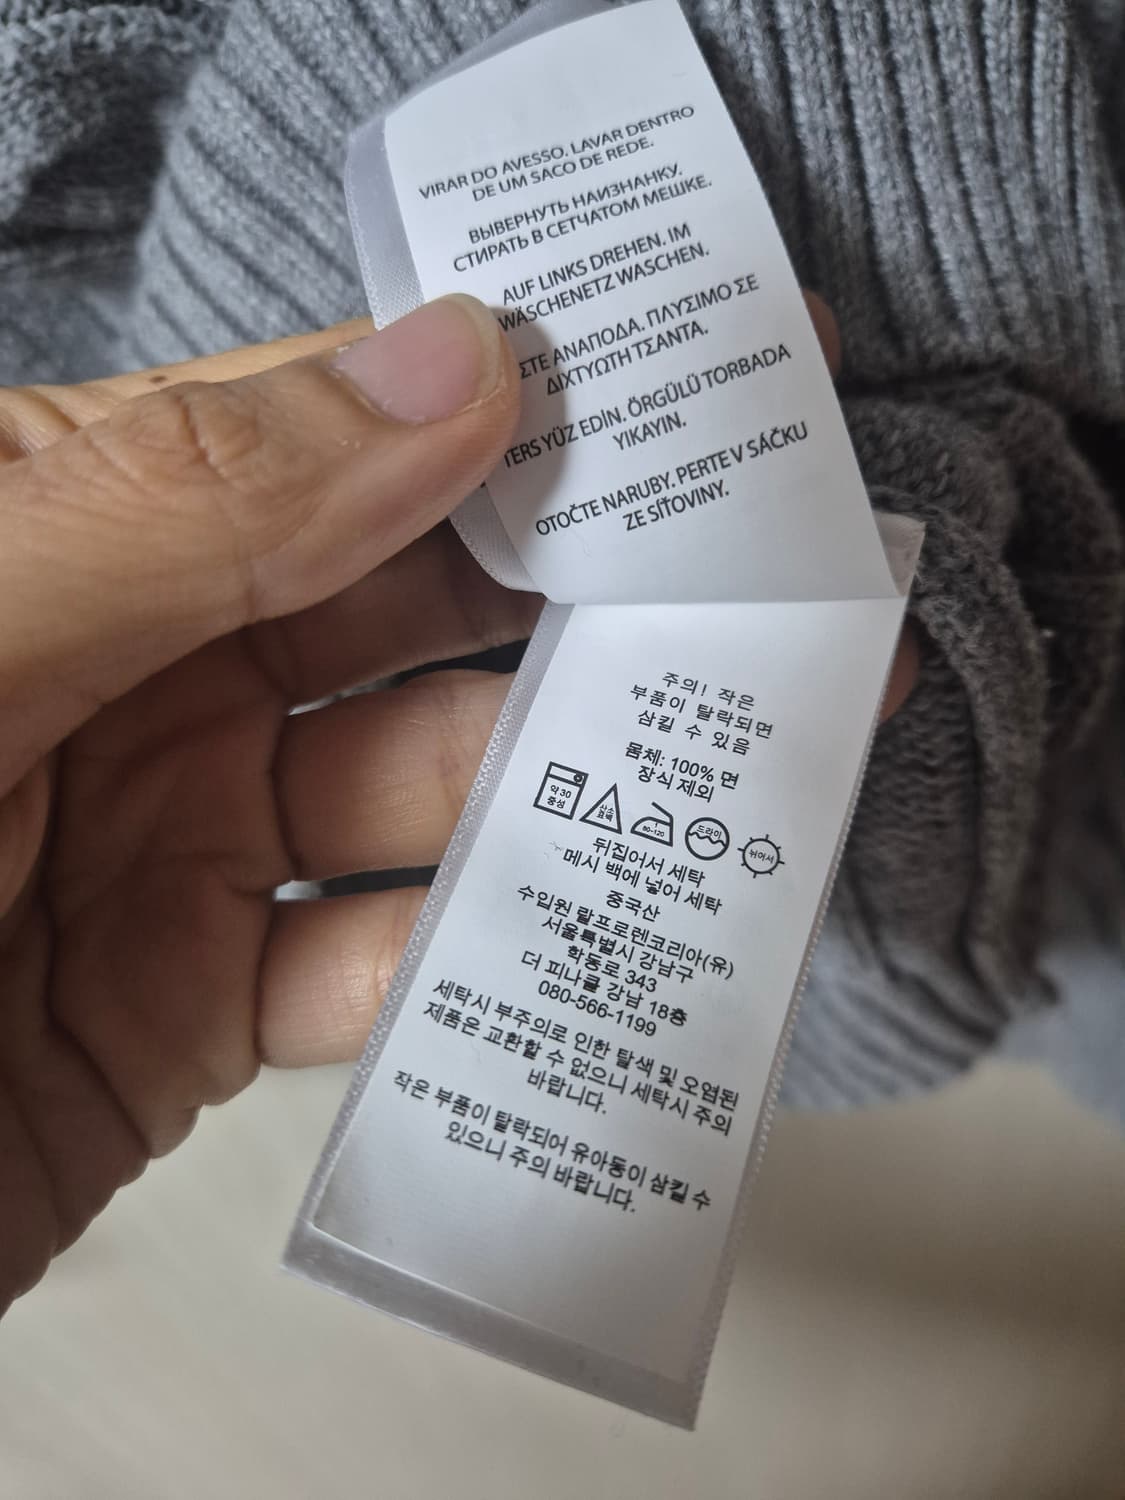 VIRAR DO AVESSO. LAVAR DENTRO
DE UM SACO DE REDE.
ВЫВЕРНУТЬ НАИЗНАНКУ.
СТИРАТЬ В СЕТЧАТОМ МЕШКЕ.
AUF LINKS DREHEN. IM
WÄSCHENETZ WASCHEN.
ΣΤΕ ΑΝΑΠΟΔΑ. ΠΛΥΣΙΜΟ ΣΕ
ΔΙΧΤΥΩΤΗ ΤΣΑΝΤΑ.
TERS YÜZ EDİN. ÖRGÜLÜ TORBADA
YIKAYIN.
OTOČTE NARUBY. PERTE V SÁČKU
ZE SÍŤOVINY.
주의! 작은
부품이 탈락되면
삼킬 수 있음
몸체: 100% 면
장식 제외
약 30
중성
산소
표백
80-120
드라이
뉘어서
뒤집어서 세탁
메시 백에 넣어 세탁
중국산
수입원 랄프로렌코리아(유)
서울특별시 강남구
학동로 343
더 피나클 강남 18층
080-566-1199
세탁시 부주의로 인한 탈색 및 오염된
제품은 교환할 수 없으니 세탁시 주의
바랍니다.
작은 부품이 탈락되어 유아동이 삼킬 수
있으니 주의 바랍니다.